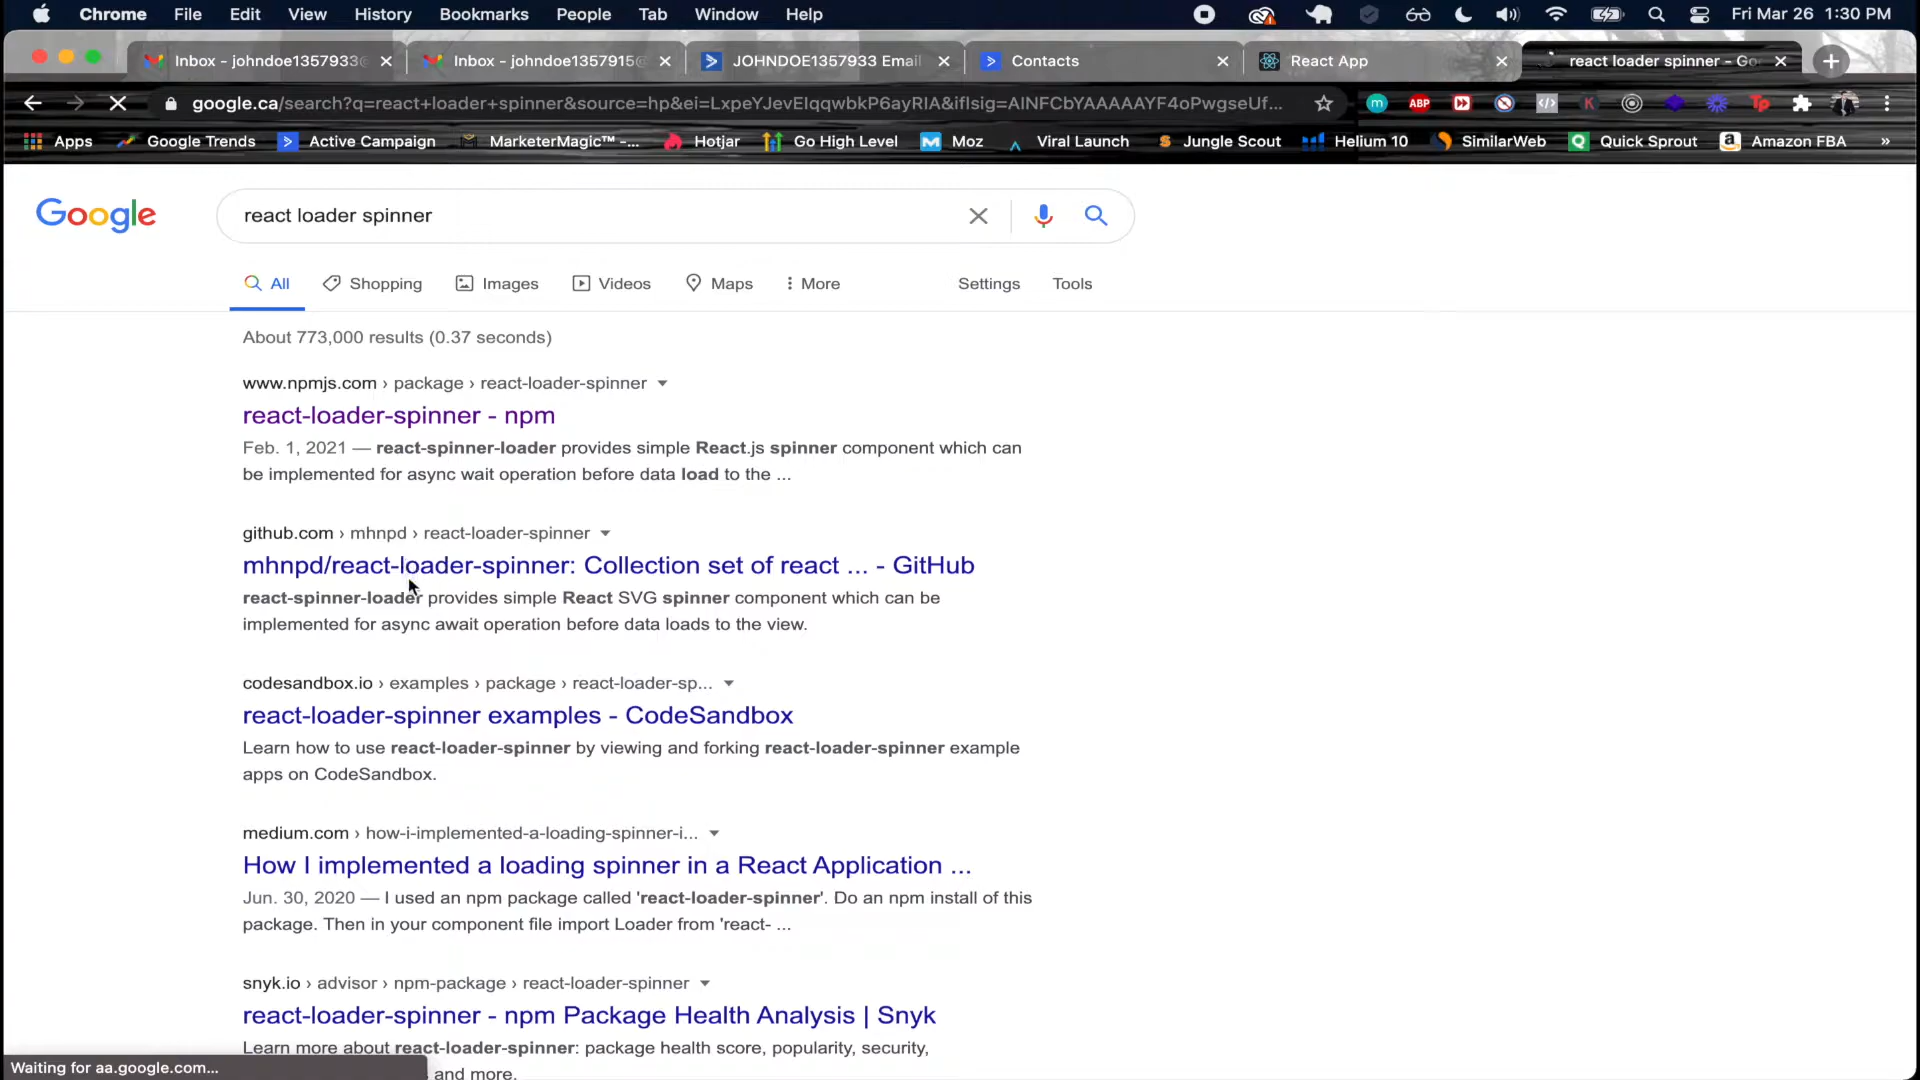 Chrome File Edit View History Bookmarks People Tab Window Help Fri Mar 26 1:30 PM
Inbox - johndoe1357933@ Inbox - johndoe1357915@ JOHNDOE1357933 Email Contacts React App react loader spinner - Go
google.ca/search?q=react+loader+spinner&source=hp&ei=LxpeYJevEIqqwbkP6ayRIA&iflsig=AINFCbYAAAAAYF4oPwgseUf...
Apps Google Trends Active Campaign MarketerMagic™ -... Hotjar Go High Level Moz Viral Launch Jungle Scout Helium 10 SimilarWeb Quick Sprout Amazon FBA »
Google react loader spinner
All Shopping Images Videos Maps More Settings Tools
About 773,000 results (0.37 seconds)
www.npmjs.com › package › react-loader-spinner
react-loader-spinner - npm
Feb. 1, 2021 — react-spinner-loader provides simple React.js spinner component which can
be implemented for async wait operation before data load to the ...
github.com › mhnpd › react-loader-spinner
mhnpd/react-loader-spinner: Collection set of react ... - GitHub
react-spinner-loader provides simple React SVG spinner component which can be
implemented for async await operation before data loads to the view.
codesandbox.io › examples › package › react-loader-sp...
react-loader-spinner examples - CodeSandbox
Learn how to use react-loader-spinner by viewing and forking react-loader-spinner example
apps on CodeSandbox.
medium.com › how-i-implemented-a-loading-spinner-i...
How I implemented a loading spinner in a React Application ...
Jun. 30, 2020 — I used an npm package called 'react-loader-spinner'. Do an npm install of this
package. Then in your component file import Loader from 'react- ...
snyk.io › advisor › npm-package › react-loader-spinner
react-loader-spinner - npm Package Health Analysis | Snyk
Learn more about react-loader-spinner: package health score, popularity, security,
and more.
Waiting for aa.google.com...